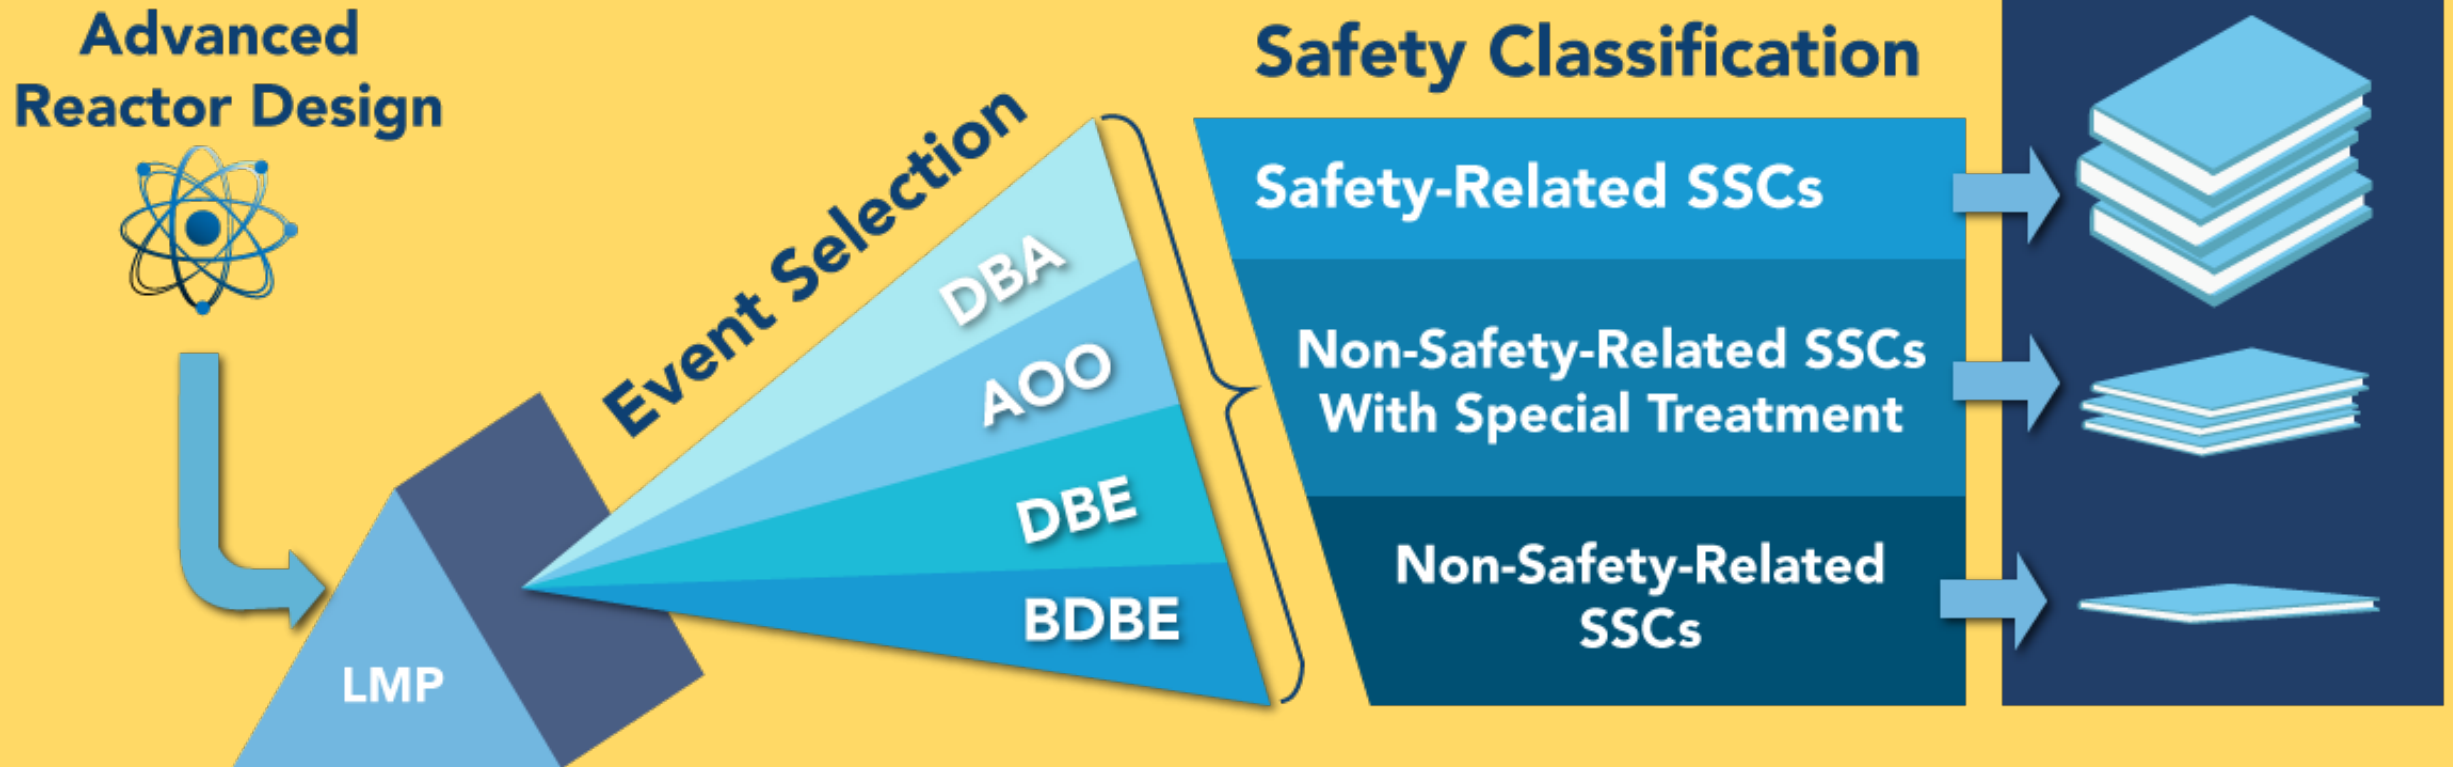 Advanced
Reactor Design
LMP
Event Selection
DBA
AOO
DBE
BDBE
Safety Classification
Safety-Related SSCs
Non-Safety-Related SSCs
With Special Treatment
Non-Safety-Related
SSCs